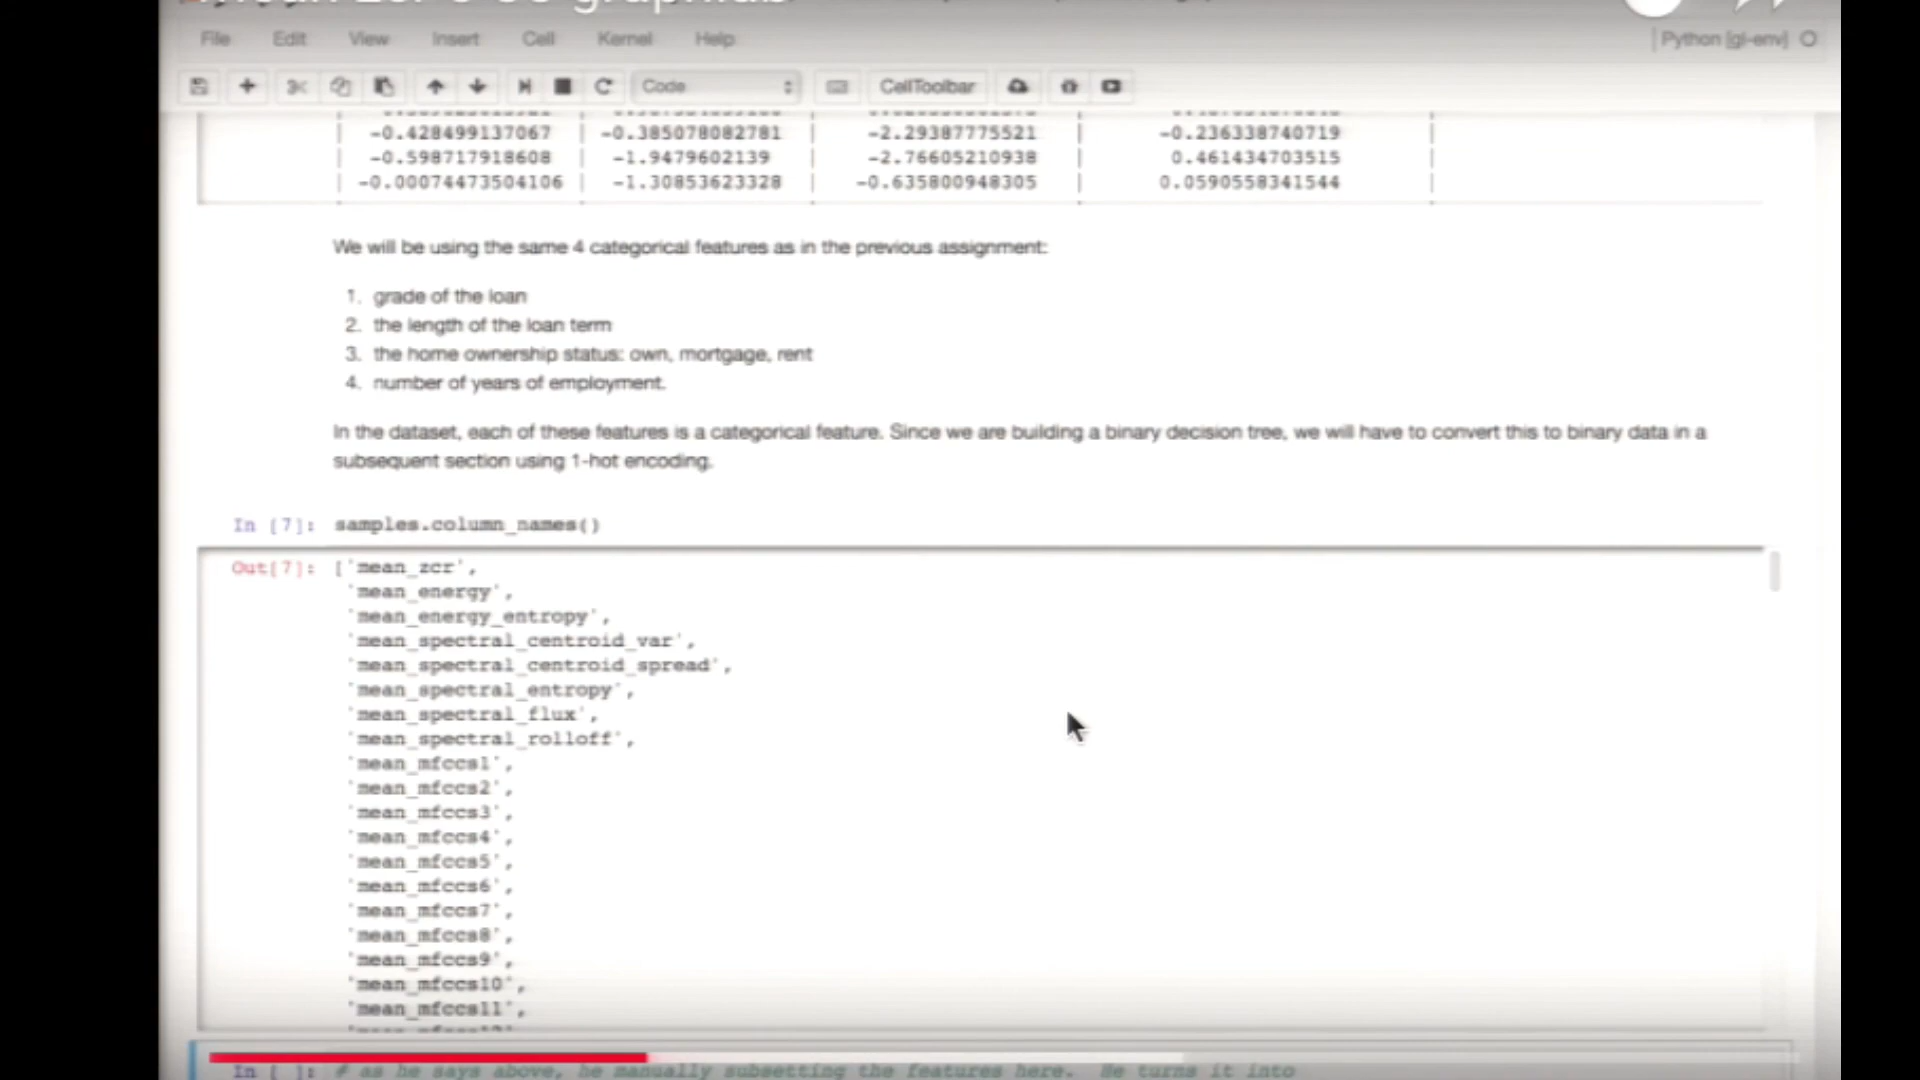 File Edit View Insert Cell Kernel Help Python [gl-env]
Code CellToolbar
| -0.428499137067 | -0.385078082781 | -2.29387775521 | -0.236338740719 |
| -0.598717918608 | -1.9479602139 | -2.76605210938 | 0.461434703515 |
| -0.000744473504106 | -1.30853623328 | -0.635800948305 | 0.0590558341544 |
We will be using the same 4 categorical features as in the previous assignment:
1. grade of the loan
2. the length of the loan term
3. the home ownership status: own, mortgage, rent
4. number of years of employment.
In the dataset, each of these features is a categorical feature. Since we are building a binary decision tree, we will have to convert this to binary data in a
subsequent section using 1-hot encoding.
In [7]: samples.column_names()
Out[7]: ['mean_zcr',
'mean_energy',
'mean_energy_entropy',
'mean_spectral_centroid_var',
'mean_spectral_centroid_spread',
'mean_spectral_entropy',
'mean_spectral_flux',
'mean_spectral_rolloff',
'mean_mfccs1',
'mean_mfccs2',
'mean_mfccs3',
'mean_mfccs4',
'mean_mfccs5',
'mean_mfccs6',
'mean_mfccs7',
'mean_mfccs8',
'mean_mfccs9',
'mean_mfccs10',
'mean_mfccs11',
In [ ]: # as he says above, he manually subsetting the features here. He turns it into